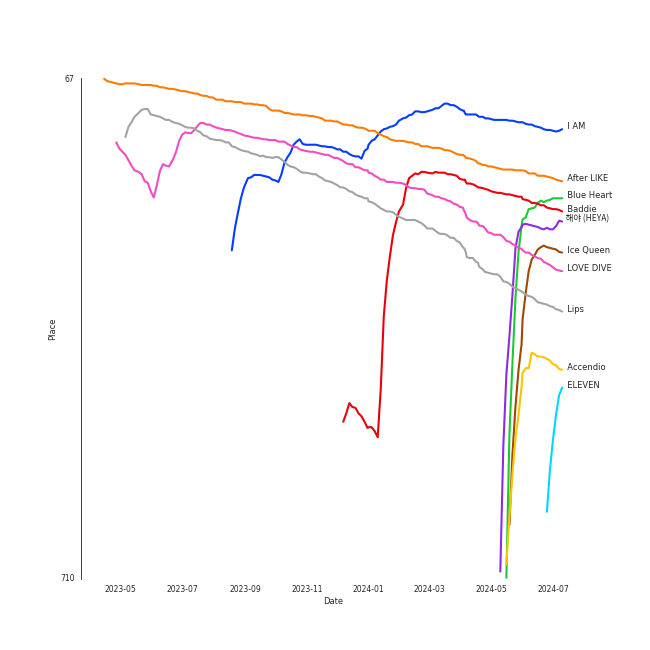 67
I AM
After LIKE
Blue Heart
Baddie
해야 (HEYA)
Ice Queen
LOVE DIVE
Lips
Accendio
ELEVEN
Place
710
2023-05 2023-07 2023-09 2023-11 2024-01 2024-03 2024-05 2024-07
Date